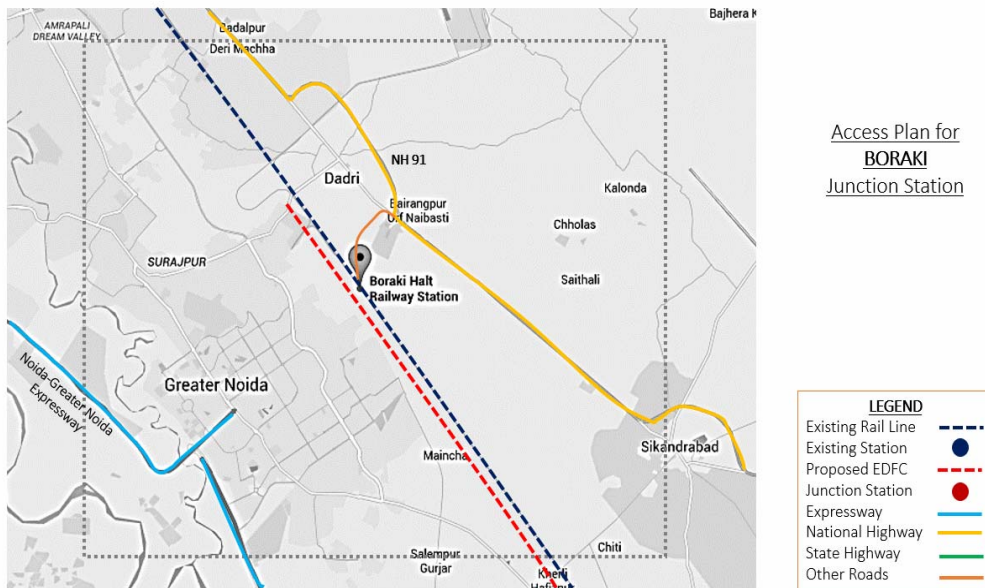 AMRAPALI
DREAM VALLEY
Badalpur
Deri Machha
Bajhera K
NH 91
Dadri
Bairangpur
Urf Naibasti
Kalonda
Chholas
SURAJPUR
Saithali
Boraki Halt
Railway Station
Noida-Greater Noida
Expressway
Greater Noida
Maincha
Sikandrabad
Salempur
Gurjar
Chiti
Kherli
Access Plan for
BORAKI
Junction Station
LEGEND
Existing Rail Line
Existing Station
Proposed EDFC
Junction Station
Expressway
National Highway
State Highway
Other Roads